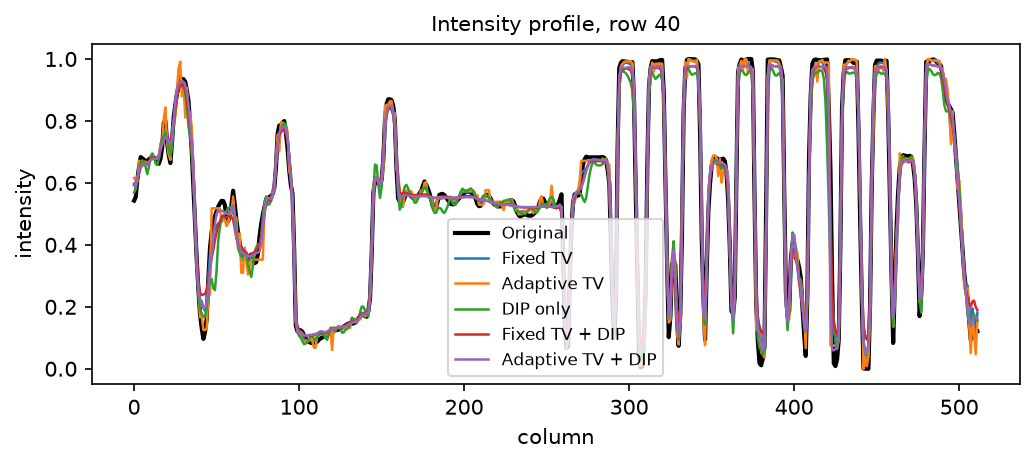 Intensity profile, row 40
1.0
0.8
0.6
0.4
0.2
0.0
intensity
Original
Fixed TV
Adaptive TV
DIP only
Fixed TV + DIP
Adaptive TV + DIP
0 100 200 300 400 500
column